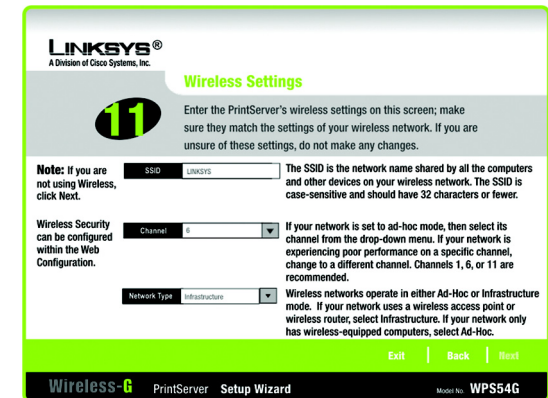 LINKSYS®
A Division of Cisco Systems, Inc.
Wireless Settings
11
Enter the PrintServer's wireless settings on this screen; make
sure they match the settings of your wireless network. If you are
unsure of these settings, do not make any changes.
Note: If you are
not using Wireless,
click Next.
SSID
LINKSYS
The SSID is the network name shared by all the computers
and other devices on your wireless network. The SSID is
case-sensitive and should have 32 characters or fewer.
Wireless Security
can be configured
within the Web
Configuration.
Channel
6
If your network is set to ad-hoc mode, then select its
channel from the drop-down menu. If your network is
experiencing poor performance on a specific channel,
change to a different channel. Channels 1, 6, or 11 are
recommended.
Network Type
Infrastructure
Wireless networks operate in either Ad-Hoc or Infrastructure
mode. If your network uses a wireless access point or
wireless router, select Infrastructure. If your network only
has wireless-equipped computers, select Ad-Hoc.
Exit
Back
Next
Wireless-G PrintServer Setup Wizard
Model No. WPS54G